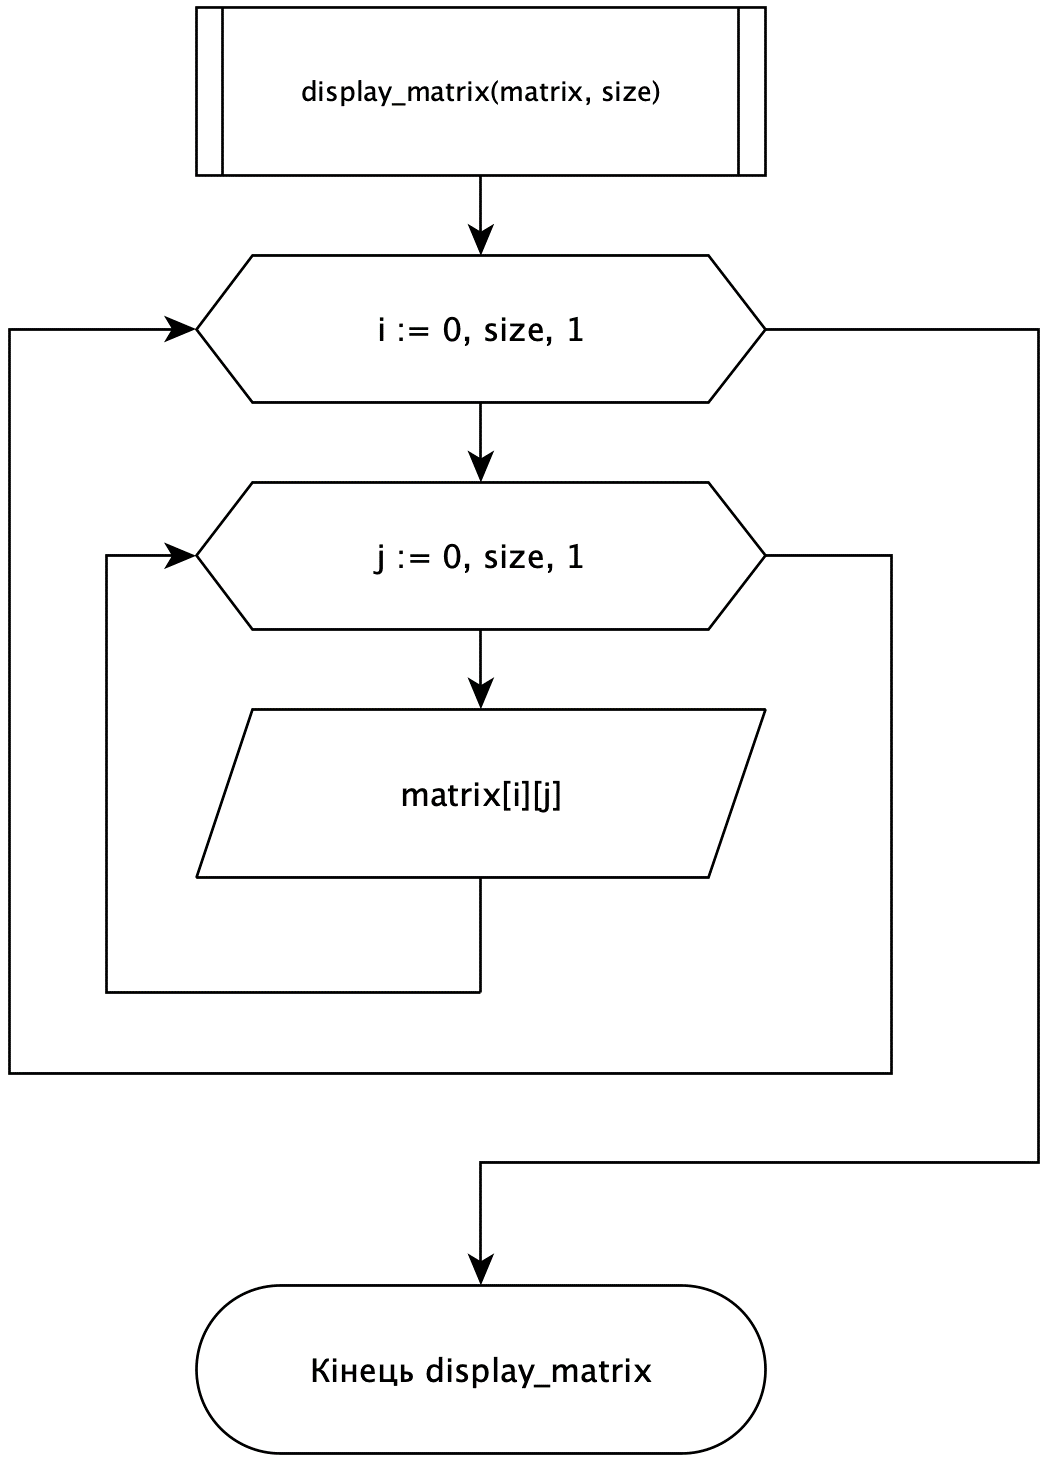 display_matrix(matrix, size)
i := 0, size, 1
j := 0, size, 1
matrix[i][j]
Кінець display_matrix